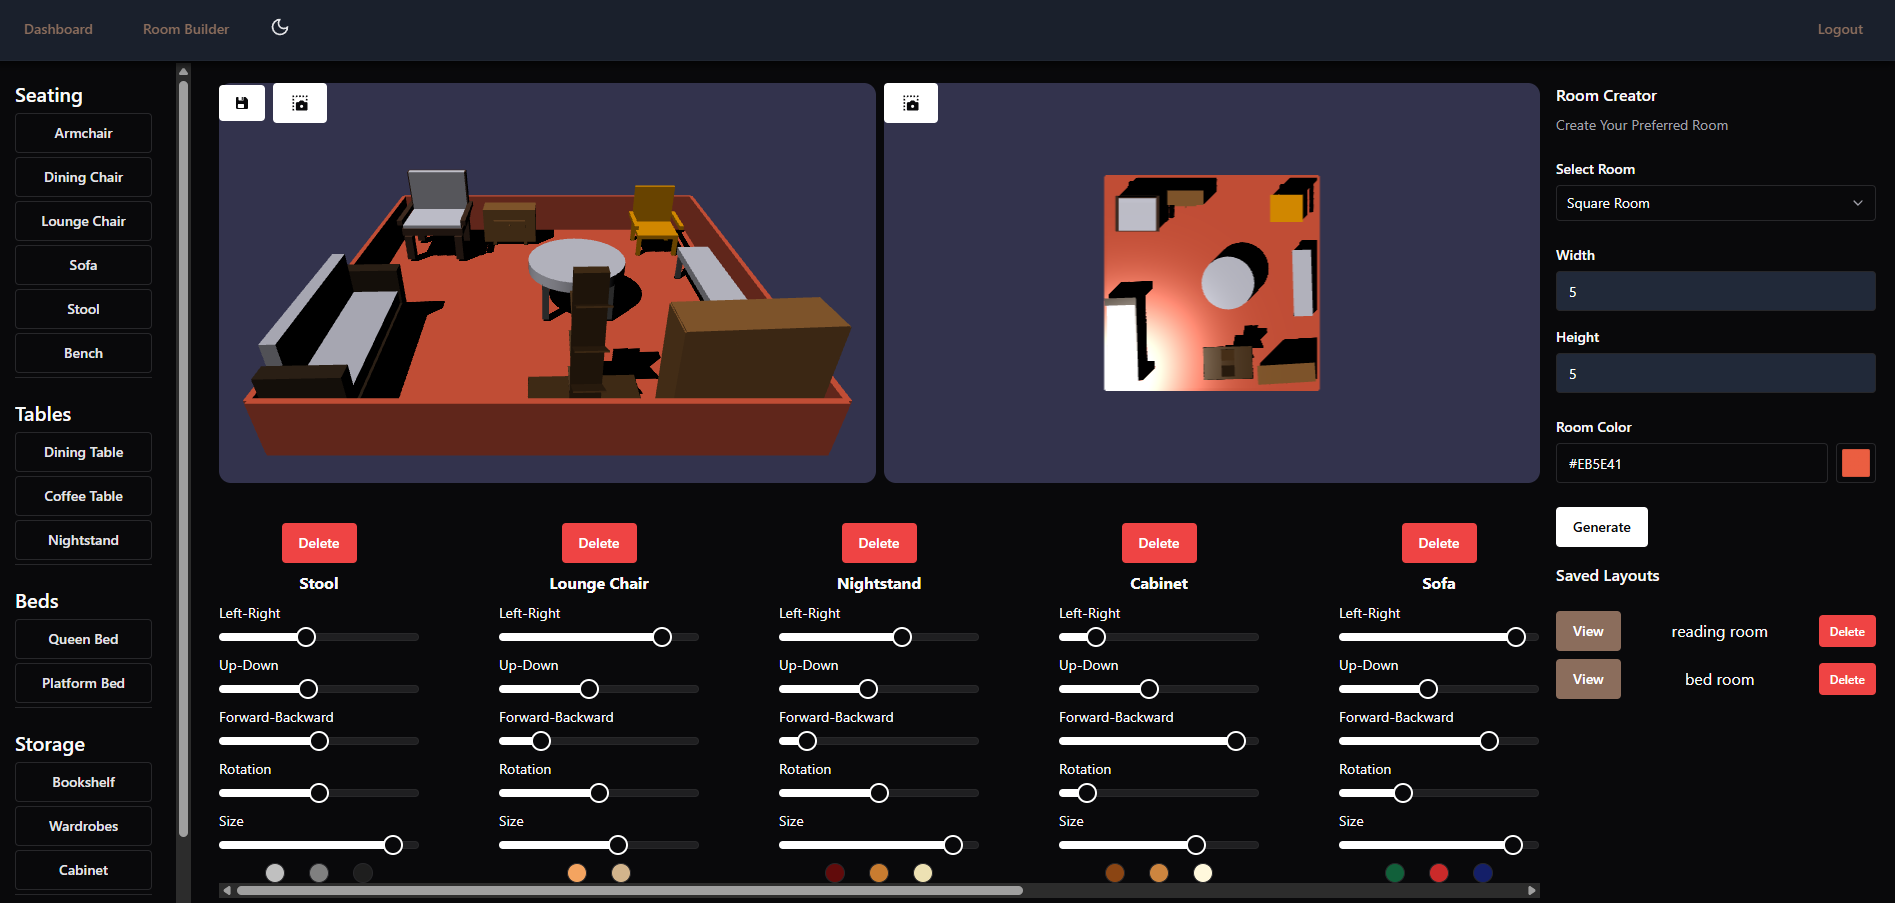 Dashboard
Room Builder
Logout
Seating
Armchair
Dining Chair
Lounge Chair
Sofa
Stool
Bench
Tables
Dining Table
Coffee Table
Nightstand
Beds
Queen Bed
Platform Bed
Storage
Bookshelf
Wardrobes
Cabinet
Delete
Stool
Left-Right
Up-Down
Forward-Backward
Rotation
Size
Delete
Lounge Chair
Left-Right
Up-Down
Forward-Backward
Rotation
Size
Delete
Nightstand
Left-Right
Up-Down
Forward-Backward
Rotation
Size
Delete
Cabinet
Left-Right
Up-Down
Forward-Backward
Rotation
Size
Delete
Sofa
Left-Right
Up-Down
Forward-Backward
Rotation
Size
Room Creator
Create Your Preferred Room
Select Room
Square Room
Width
5
Height
5
Room Color
#EB5E41
Generate
Saved Layouts
View reading room Delete
View bed room Delete